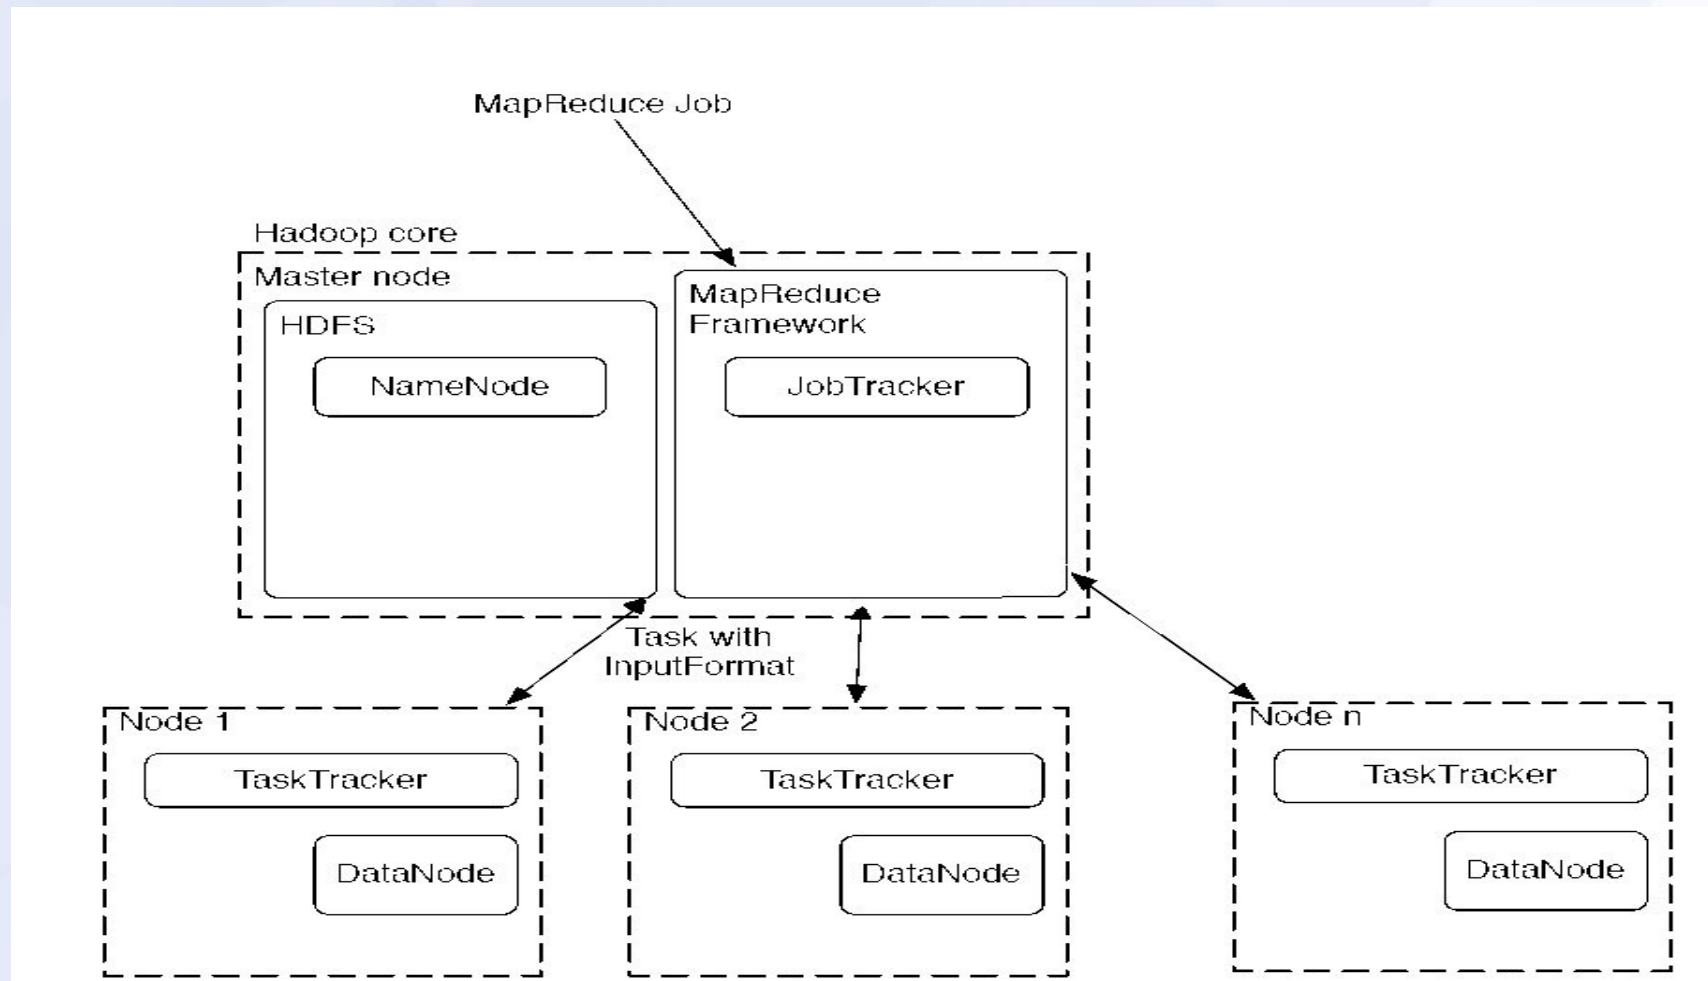 MapReduce Job
Hadoop core
Master node
HDFS
NameNode
MapReduce
Framework
JobTracker
Task with
InputFormat
Node 1
TaskTracker
DataNode
Node 2
TaskTracker
DataNode
Node n
TaskTracker
DataNode